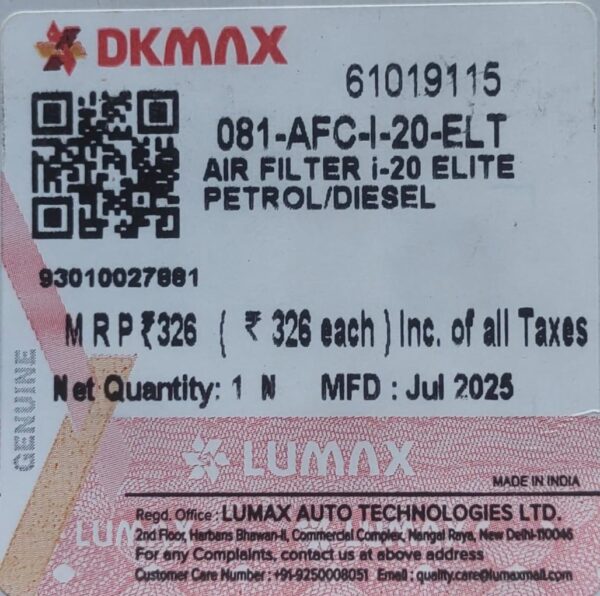 DKMAX
61019115
081-AFC-I-20-ELT
AIR FILTER i-20 ELITE
PETROL/DIESEL
93010027881
M R P ₹326 ( ₹ 326 each ) Inc. of all Taxes
Net Quantity: 1 N MFD : Jul 2025
GENUINE
LUMAX
MADE IN INDIA
Regd. Office : LUMAX AUTO TECHNOLOGIES LTD.
2nd Floor, Harbans Bhawan-II, Commercial Complex, Nangal Raya, New Delhi-110046
For any Complaints, contact us at above address
Customer Care Number : +91-9250008051 Email : quality.care@lumaxmail.com
LUMAX